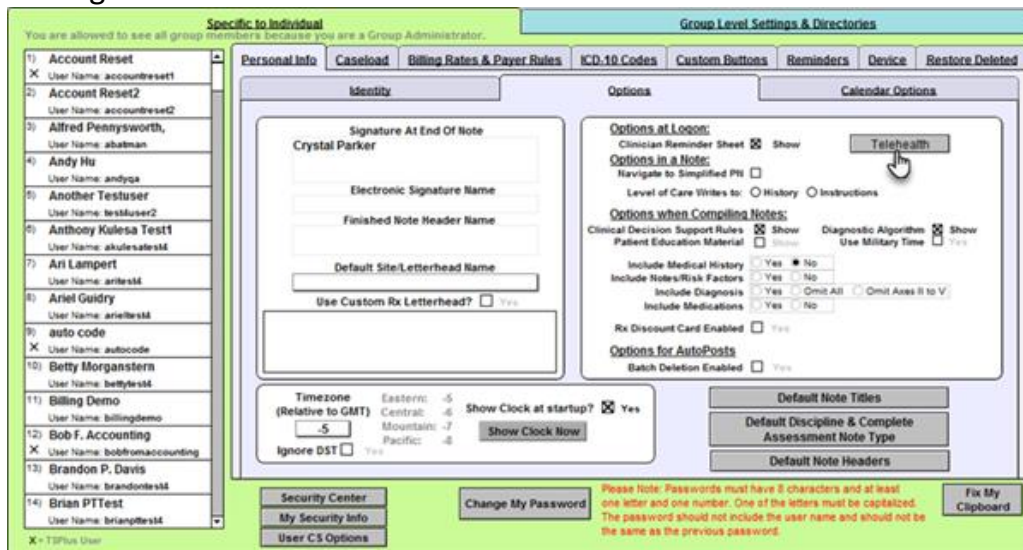 Specific to Individual
Group Level Settings & Directories
You are allowed to see all group members because you are a Group Administrator.
1) Account Reset
X User Name: accountreset1
2) Account Reset2
User Name: accountreset2
3) Alfred Pennysworth,
User Name: abatman
4) Andy Hu
User Name: andyqa
5) Another Testuser
User Name: test&user2
6) Anthony Kulesa Test1
User Name: akulesatest4
7) Ari Lampert
User Name: aritest4
8) Ariel Guidry
User Name: arieltest4
9) auto code
X User Name: autocode
10) Betty Morganstern
User Name: bettytest4
11) Billing Demo
User Name: billingdemo
12) Bob F. Accounting
X User Name: bobfromaccounting
13) Brandon P. Davis
User Name: brandontest4
14) Brian PTTest
User Name: brianpttest4
X = TSPlus User
Personal Info Caseload Billing Rates & Payer Rules ICD-10 Codes Custom Buttons Reminders Device Restore Deleted
Identity Options Calendar Options
Signature At End Of Note
Crystal Parker
Electronic Signature Name
Finished Note Header Name
Default Site/Letterhead Name
Use Custom Rx Letterhead? Yes
Options at Logon:
Clinician Reminder Sheet Show
Telehealth
Options in a Note:
Navigate to Simplified PN
Level of Care Writes to: History Instructions
Options when Compiling Notes:
Clinical Decision Support Rules Show Diagnostic Algorithm Show
Patient Education Material Show Use Military Time Yes
Include Medical History Yes No
Include Notes/Risk Factors Yes No
Include Diagnosis Yes Omit All Omit Axes II to V
Include Medications Yes No
Rx Discount Card Enabled Yes
Options for AutoPosts
Batch Deletion Enabled Yes
Timezone
(Relative to GMT)
-5
Ignore DST Yes
Eastern: -5
Central: -6
Mountain: -7
Pacific: -8
Show Clock at startup? Yes
Show Clock Now
Default Note Titles
Default Discipline & Complete
Assessment Note Type
Default Note Headers
Security Center
My Security Info
User CS Options
Change My Password
Please Note: Passwords must have 8 characters and at least
one letter and one number. One of the letters must be capitalized.
The password should not include the user name and should not be
the same as the previous password.
Fix My
Clipboard